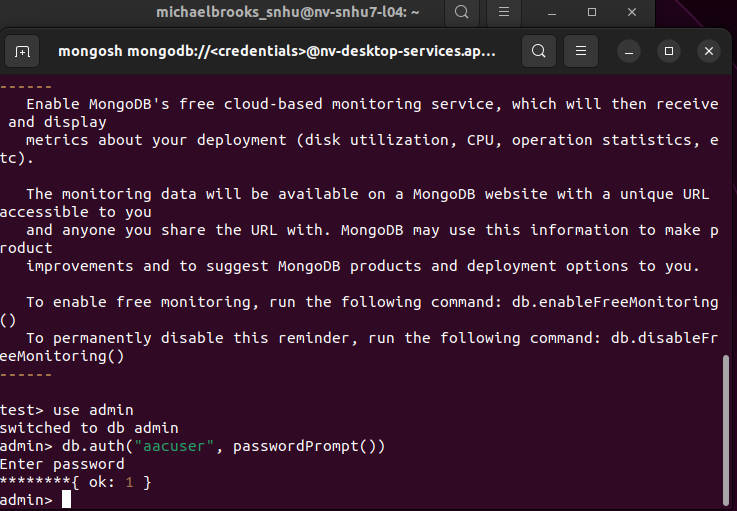 michaelbrooks_snhu@nv-snhu7-l04: ~
mongosh mongodb://<credentials>@nv-desktop-services.ap...
------
   Enable MongoDB's free cloud-based monitoring service, which will then receive
 and display
   metrics about your deployment (disk utilization, CPU, operation statistics, e
tc).

   The monitoring data will be available on a MongoDB website with a unique URL
accessible to you
   and anyone you share the URL with. MongoDB may use this information to make p
roduct
   improvements and to suggest MongoDB products and deployment options to you.

   To enable free monitoring, run the following command: db.enableFreeMonitoring
()
   To permanently disable this reminder, run the following command: db.disableFr
eeMonitoring()
------

test> use admin
switched to db admin
admin> db.auth("aacuser", passwordPrompt())
Enter password
********{ ok: 1 }
admin>